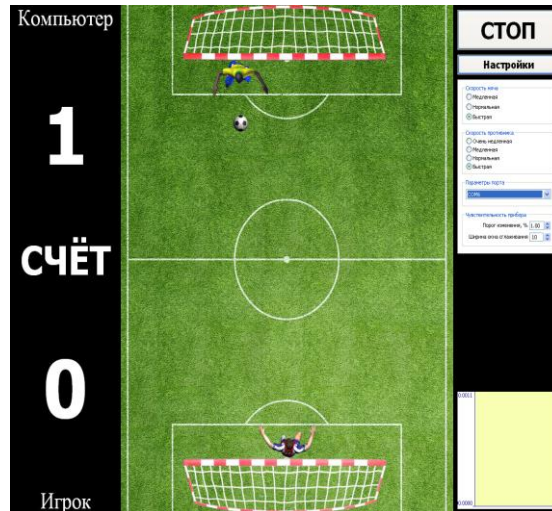 Компьютер
1
СЧЁТ
0
Игрок
СТОП
Настройки
Скорость мяча
Медленная
Нормальная
Быстрая
Скорость противника
Очень медленная
Медленная
Нормальная
Быстрая
Параметры порта
Чувствительность прибора
Порог изменения, % 1.00
Ширина окна сглаживания 10
0.0011
0.0000